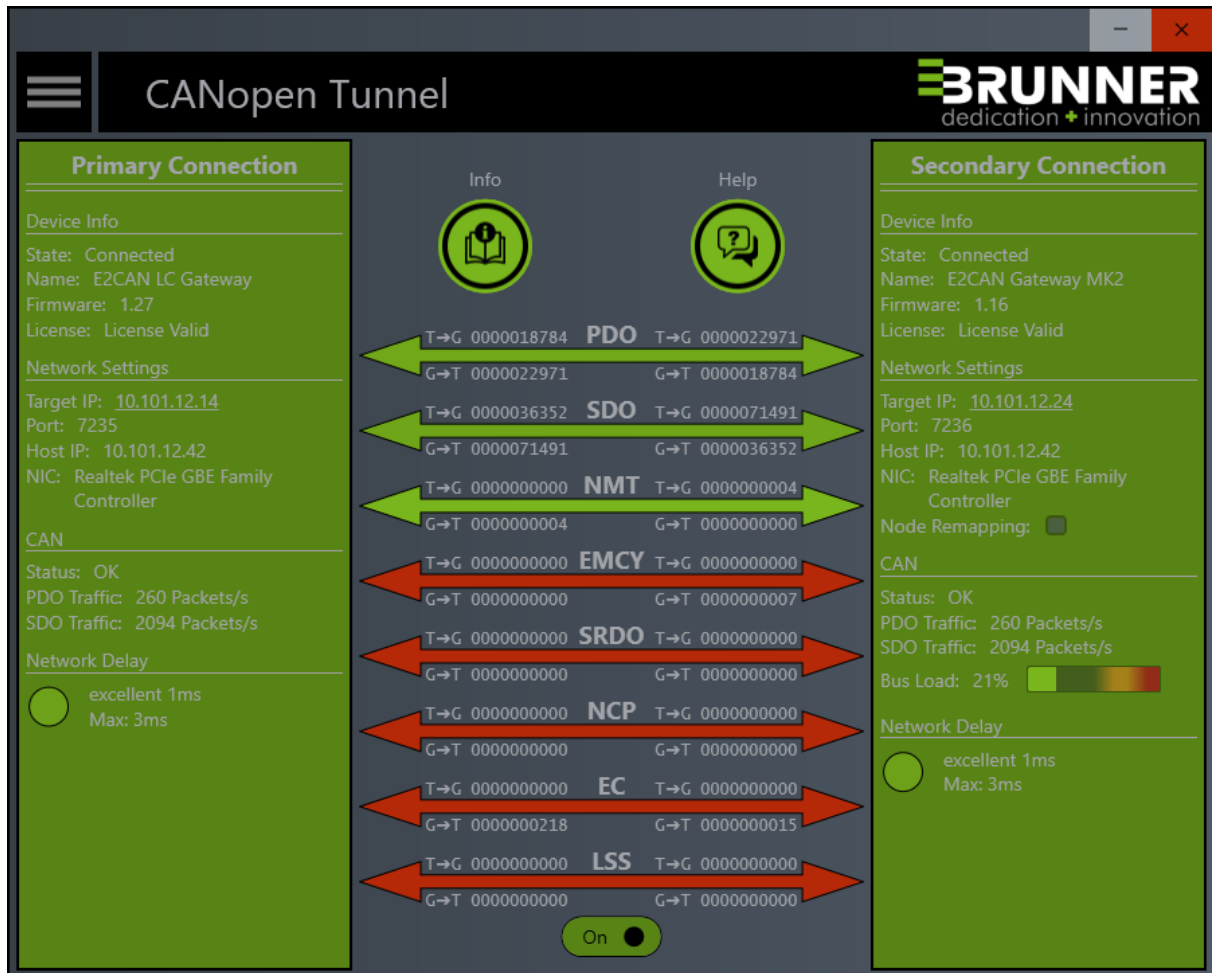 CANopen Tunnel
BRUNNER
dedication + innovation
Primary Connection
Device Info
State: Connected
Name: E2CAN LC Gateway
Firmware: 1.27
License: License Valid
Network Settings
Target IP: 10.101.12.14
Port: 7235
Host IP: 10.101.12.42
NIC: Realtek PCIe GBE Family
Controller
CAN
Status: OK
PDO Traffic: 260 Packets/s
SDO Traffic: 2094 Packets/s
Network Delay
excellent 1ms
Max: 3ms
Info
Help
T→G 0000018784 PDO T→G 0000022971
G→T 0000022971 G→T 0000018784
T→G 0000036352 SDO T→G 0000071491
G→T 0000071491 G→T 0000036352
T→G 0000000000 NMT T→G 0000000004
G→T 0000000004 G→T 0000000000
T→G 0000000000 EMCY T→G 0000000000
G→T 0000000000 G→T 0000000007
T→G 0000000000 SRDO T→G 0000000000
G→T 0000000000 G→T 0000000000
T→G 0000000000 NCP T→G 0000000000
G→T 0000000000 G→T 0000000000
T→G 0000000000 EC T→G 0000000000
G→T 0000000218 G→T 0000000015
T→G 0000000000 LSS T→G 0000000000
G→T 0000000000 G→T 0000000000
On
Secondary Connection
Device Info
State: Connected
Name: E2CAN Gateway MK2
Firmware: 1.16
License: License Valid
Network Settings
Target IP: 10.101.12.24
Port: 7236
Host IP: 10.101.12.42
NIC: Realtek PCIe GBE Family
Controller
Node Remapping:
CAN
Status: OK
PDO Traffic: 260 Packets/s
SDO Traffic: 2094 Packets/s
Bus Load: 21%
Network Delay
excellent 1ms
Max: 3ms